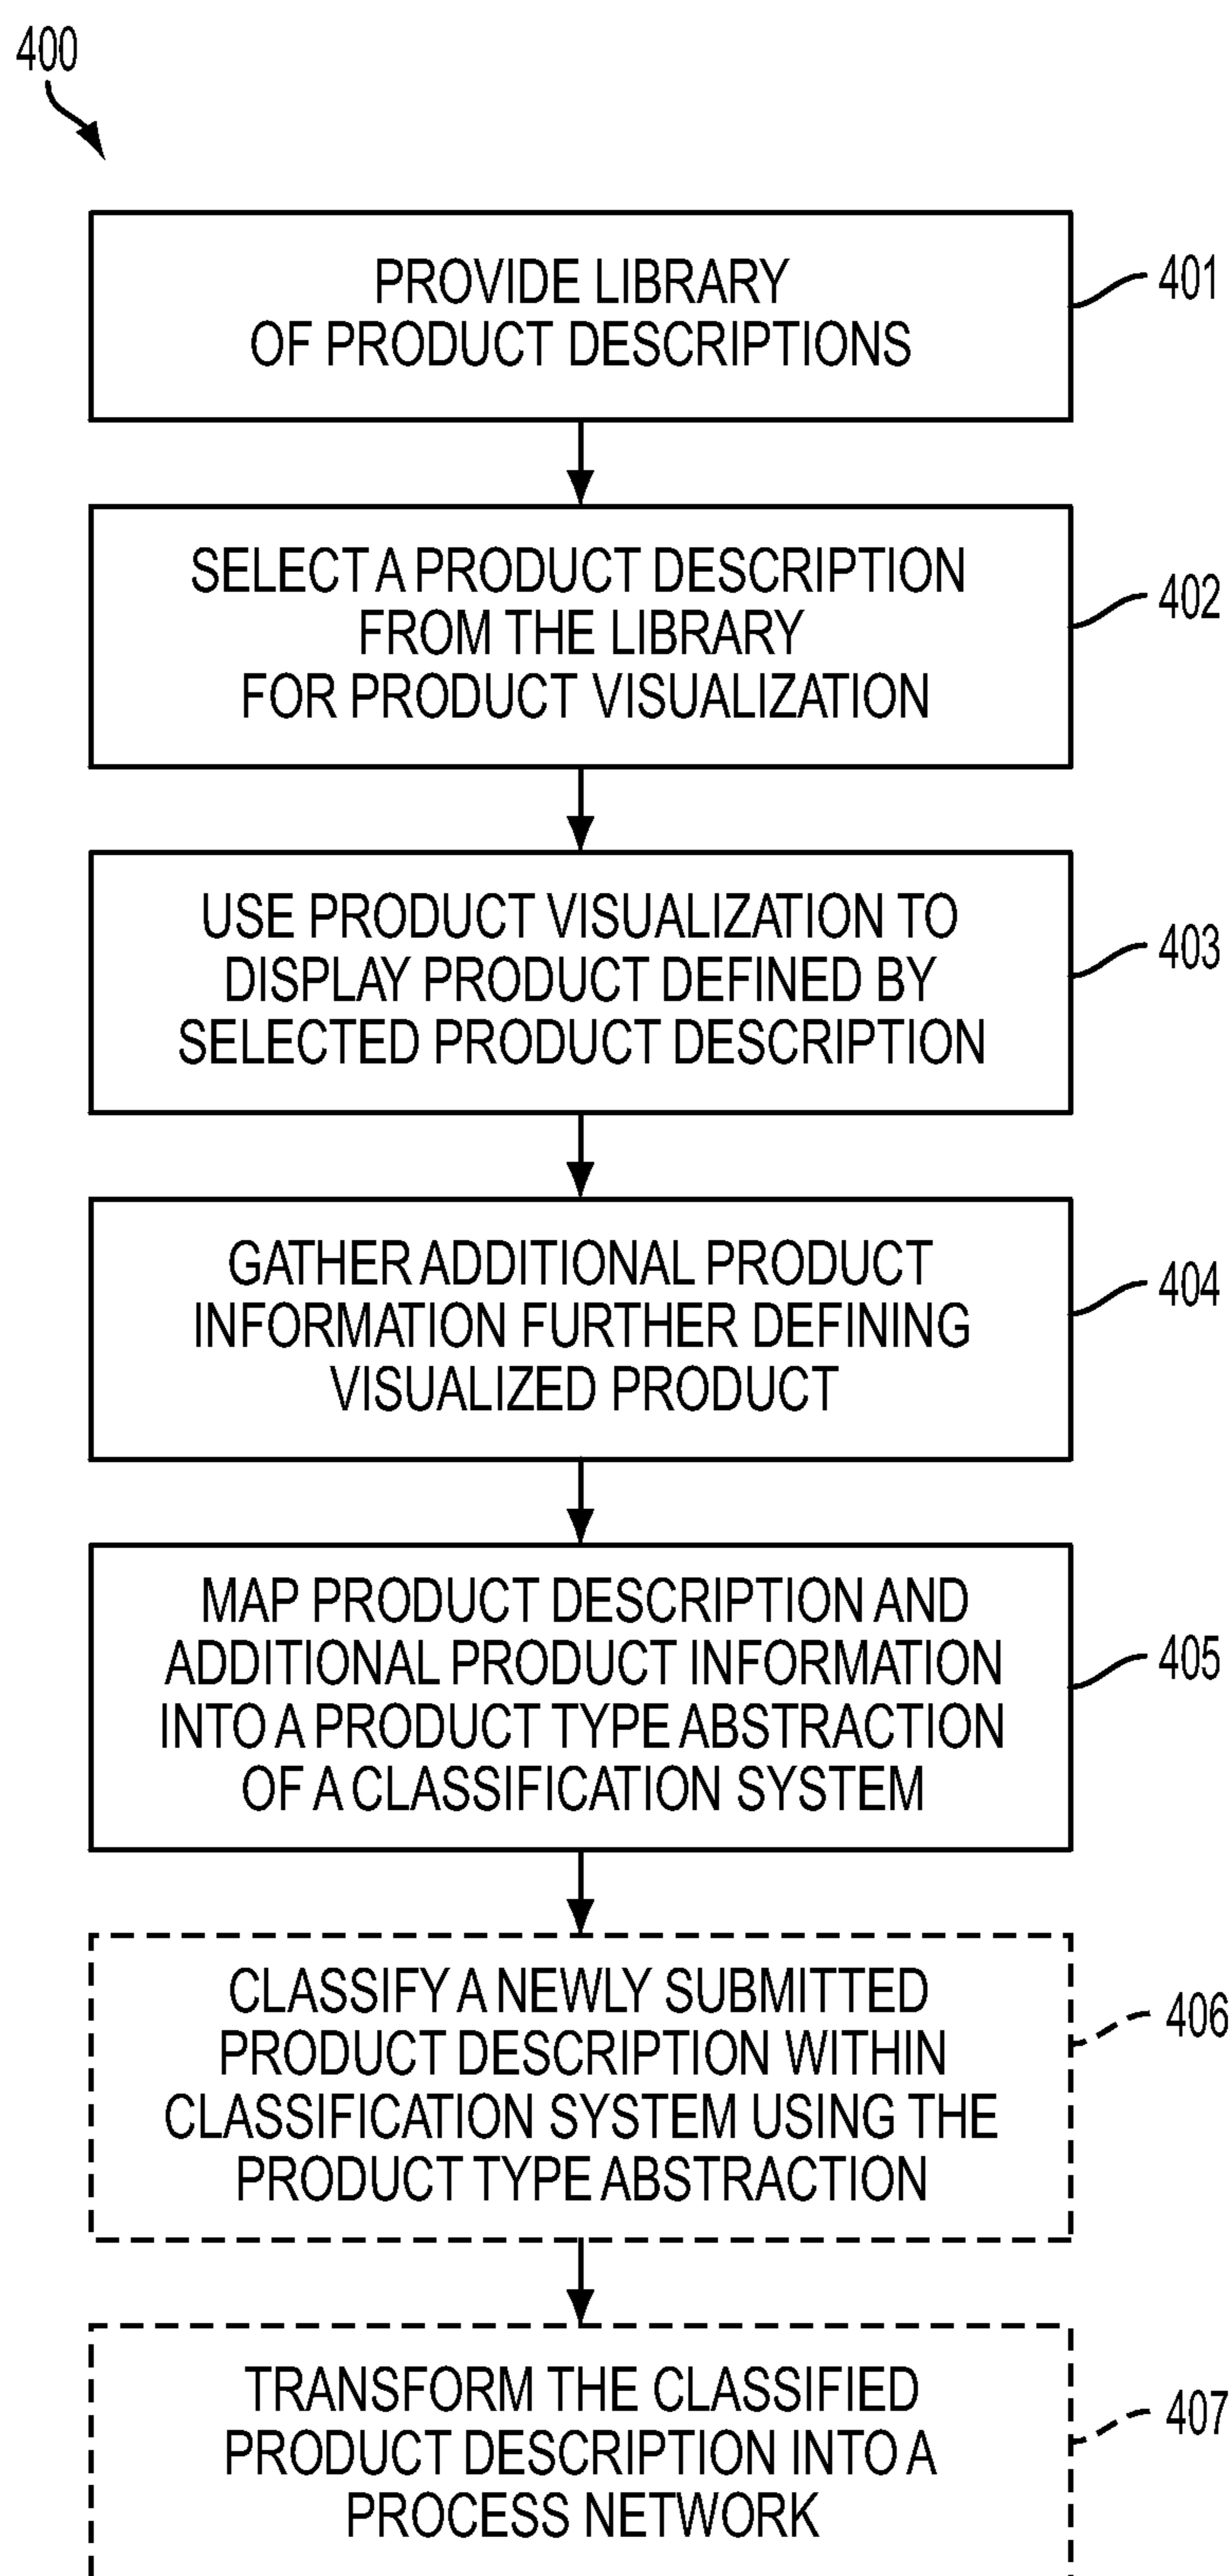 400
PROVIDE LIBRARY
OF PRODUCT DESCRIPTIONS
401
SELECT A PRODUCT DESCRIPTION
FROM THE LIBRARY
FOR PRODUCT VISUALIZATION
402
USE PRODUCT VISUALIZATION TO
DISPLAY PRODUCT DEFINED BY
SELECTED PRODUCT DESCRIPTION
403
GATHER ADDITIONAL PRODUCT
INFORMATION FURTHER DEFINING
VISUALIZED PRODUCT
404
MAP PRODUCT DESCRIPTION AND
ADDITIONAL PRODUCT INFORMATION
INTO A PRODUCT TYPE ABSTRACTION
OF A CLASSIFICATION SYSTEM
405
CLASSIFY A NEWLY SUBMITTED
PRODUCT DESCRIPTION WITHIN
CLASSIFICATION SYSTEM USING THE
PRODUCT TYPE ABSTRACTION
406
TRANSFORM THE CLASSIFIED
PRODUCT DESCRIPTION INTO A
PROCESS NETWORK
407